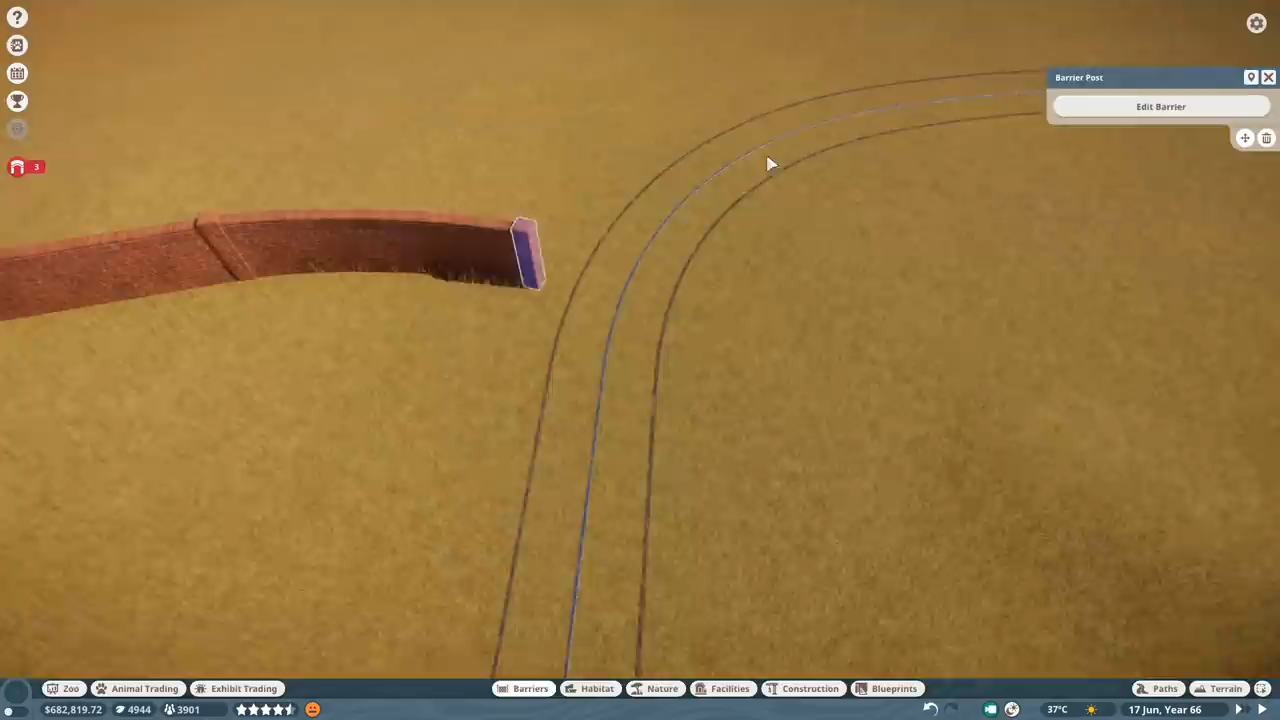 ?
3
Barrier Post
Edit Barrier
Zoo
Animal Trading
Exhibit Trading
Barriers
Habitat
Nature
Facilities
Construction
Blueprints
Paths
Terrain
$682,819.72
4944
3901
37°C
17 Jun, Year 66